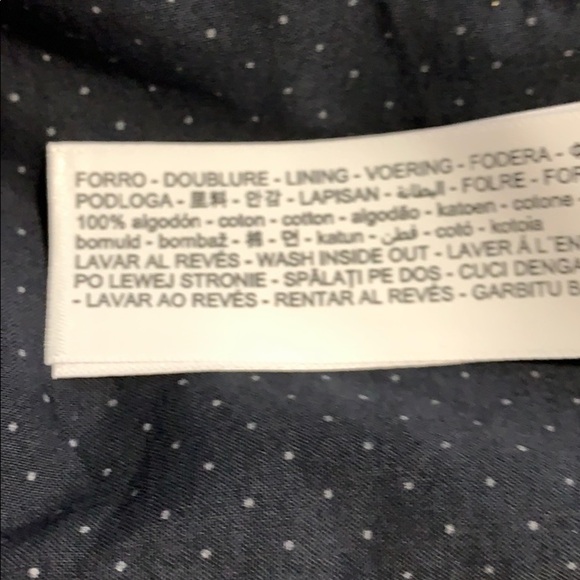 FORRO - DOUBLURE - LINING - VOERING - FODERA -
PODLOGA - 里料 - 안감 - LAPISAN - البطانة - FOLRE - FOR
100% algodón - coton - cotton - algodão - katoen - cotone -
bomuld - bombaž - 棉 - 면 - katun - قطن - cotó - kotoia
LAVAR AL REVÉS - WASH INSIDE OUT - LAVER À L'EN
PO LEWEJ STRONIE - SPĂLAȚI PE DOS - CUCI DENGA
- LAVAR AO REVÉS - RENTAR AL REVÉS - GARBITU B